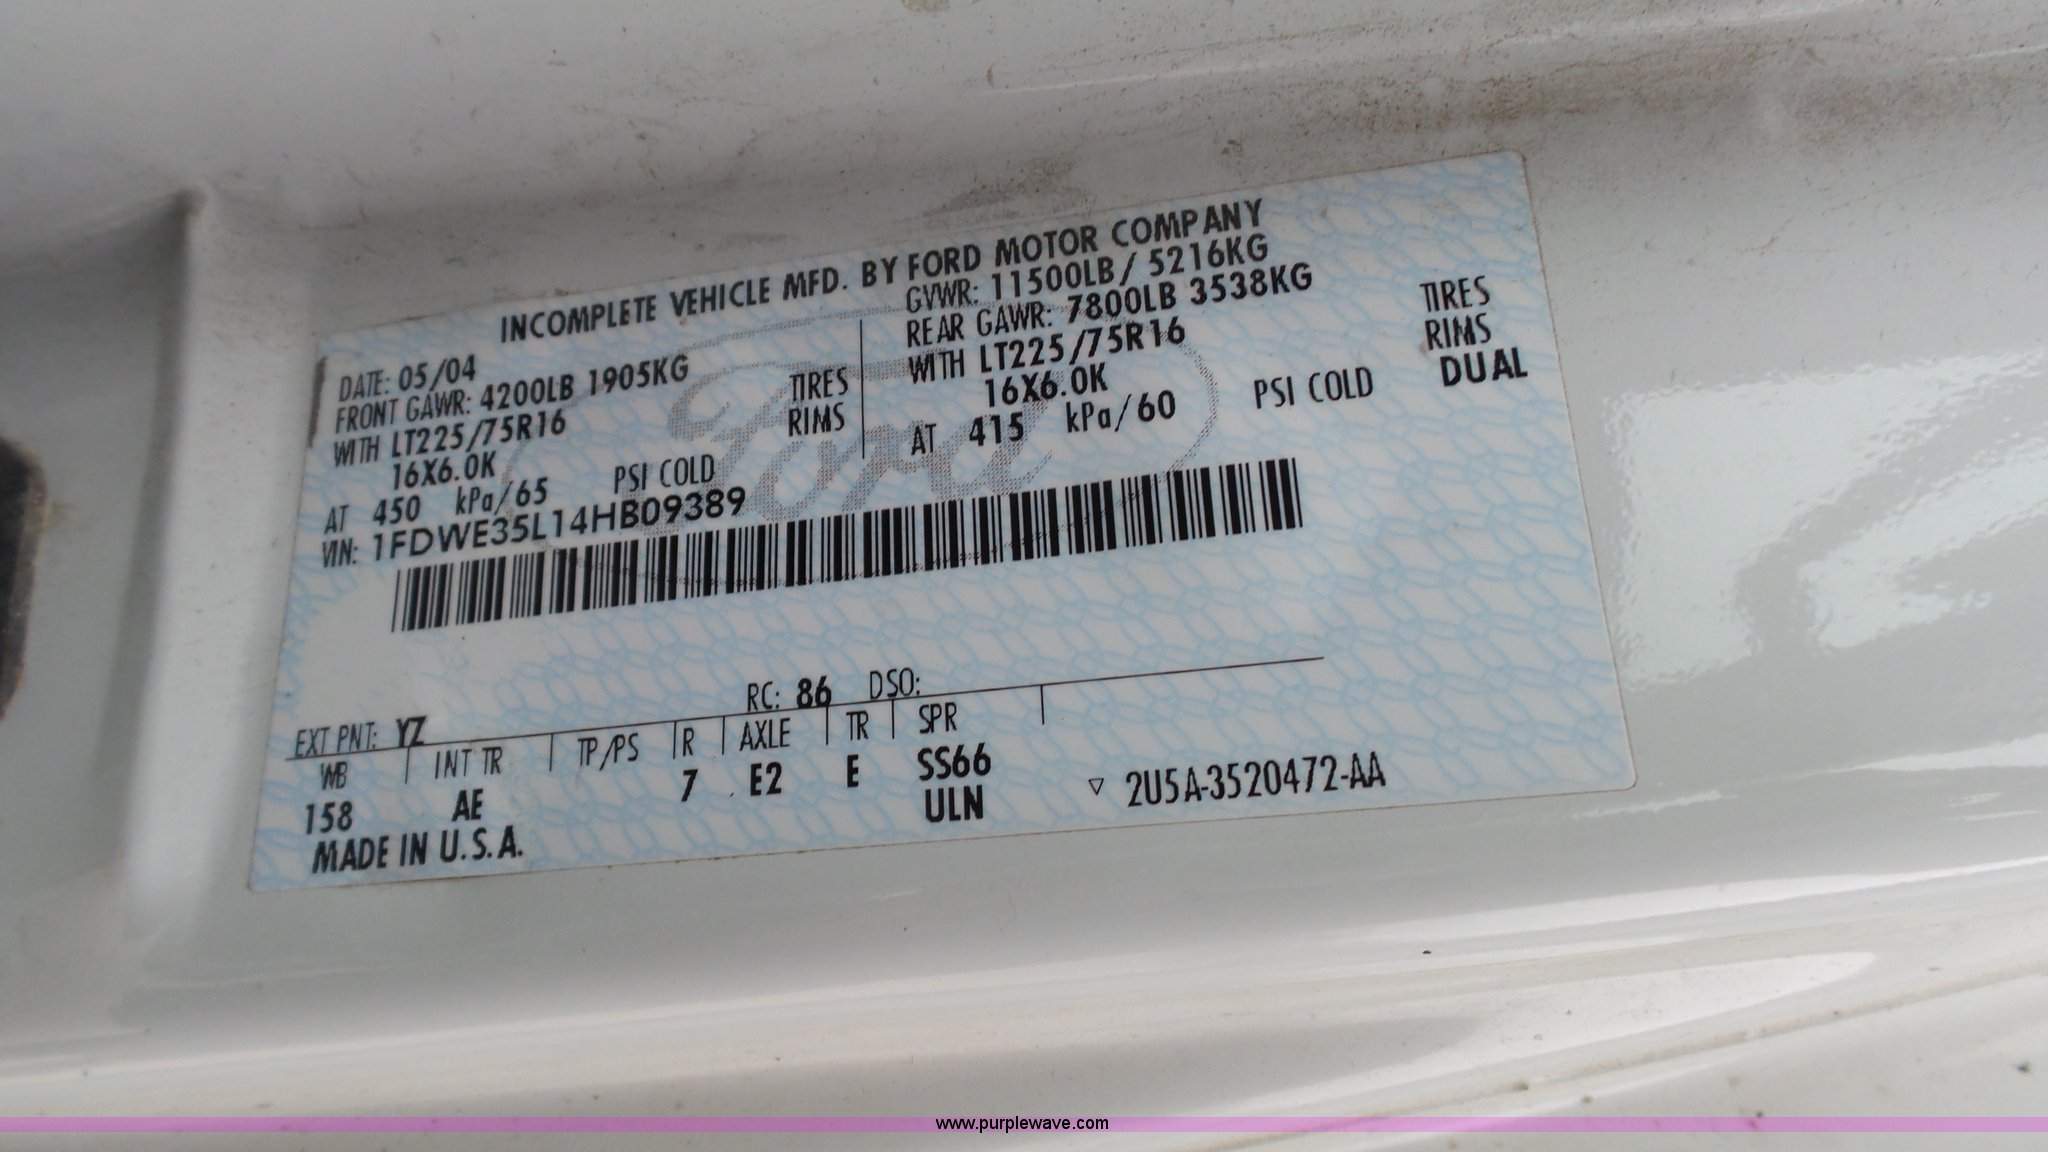 INCOMPLETE VEHICLE MFD. BY FORD MOTOR COMPANY
DATE: 05/04
GVWR: 11500LB / 5216KG
FRONT GAWR: 4200LB 1905KG
REAR GAWR: 7800LB 3538KG
WITH LT225/75R16 TIRES
WITH LT225/75R16 TIRES
16X6.0K RIMS
16X6.0K RIMS
AT 450 kPa/65 PSI COLD
AT 415 kPa/60 PSI COLD DUAL
VIN: 1FDWE35L14HB09389
EXT PNT: YZ RC: 86 DSO:
WB INT TR TP/PS R AXLE TR SPR
158 AE 7 E2 E SS66
ULN
MADE IN U.S.A.
▽ 2U5A-3520472-AA
Ford
www.purplewave.com